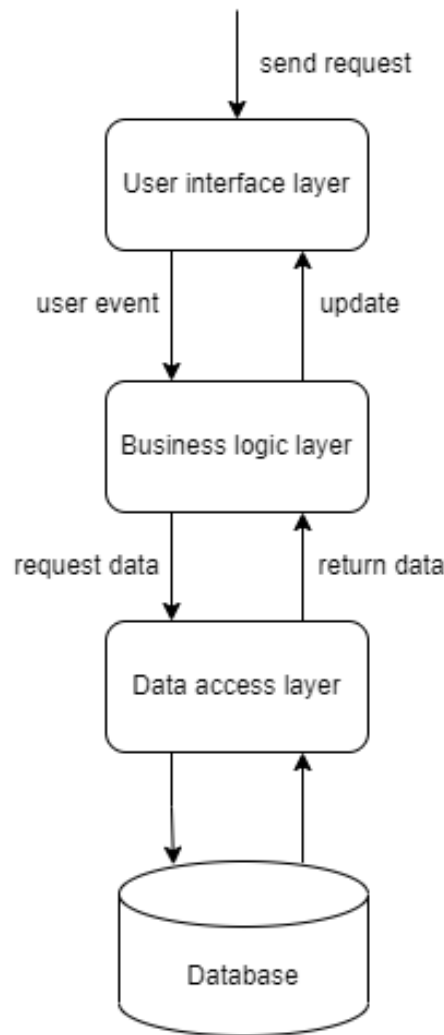 send request
User interface layer
user event
update
Business logic layer
request data
return data
Data access layer
Database